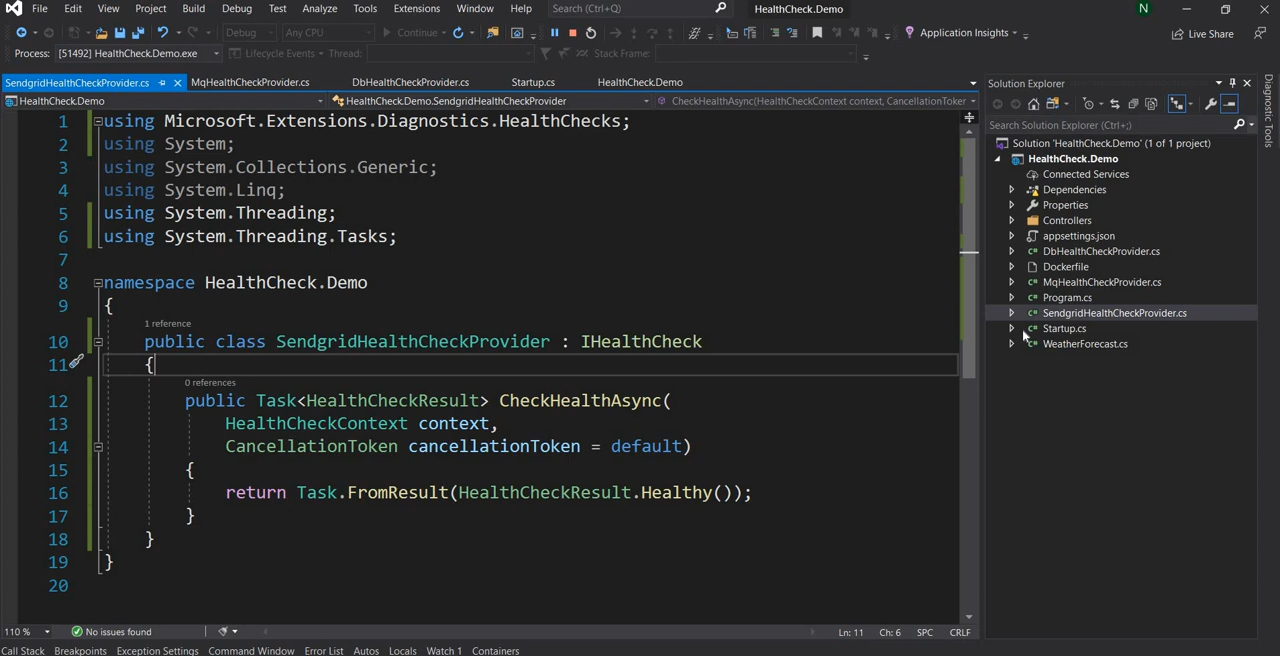 File Edit View Project Build Debug Test Analyze Tools Extensions Window Help Search (Ctrl+Q) HealthCheck.Demo N
Debug Any CPU Continue Application Insights Live Share
Process: [51492] HealthCheck.Demo.exe Lifecycle Events Thread: Stack Frame:
SendgridHealthCheckProvider.cs MqHealthCheckProvider.cs DbHealthCheckProvider.cs Startup.cs HealthCheck.Demo
HealthCheck.Demo HealthCheck.Demo.SendgridHealthCheckProvider CheckHealthAsync(HealthCheckContext context, CancellationToken
1 using Microsoft.Extensions.Diagnostics.HealthChecks;
2 using System;
3 using System.Collections.Generic;
4 using System.Linq;
5 using System.Threading;
6 using System.Threading.Tasks;
7
8 namespace HealthCheck.Demo
9 {
1 reference
10 public class SendgridHealthCheckProvider : IHealthCheck
11 {
0 references
12 public Task<HealthCheckResult> CheckHealthAsync(
13 HealthCheckContext context,
14 CancellationToken cancellationToken = default)
15 {
16 return Task.FromResult(HealthCheckResult.Healthy());
17 }
18 }
19 }
20
110 % No issues found Ln: 11 Ch: 6 SPC CRLF
Call Stack Breakpoints Exception Settings Command Window Error List Autos Locals Watch 1 Containers
Solution Explorer
Search Solution Explorer (Ctrl+;)
Solution 'HealthCheck.Demo' (1 of 1 project)
HealthCheck.Demo
Connected Services
Dependencies
Properties
Controllers
appsettings.json
DbHealthCheckProvider.cs
Dockerfile
MqHealthCheckProvider.cs
Program.cs
SendgridHealthCheckProvider.cs
Startup.cs
WeatherForecast.cs
Diagnostic Tools